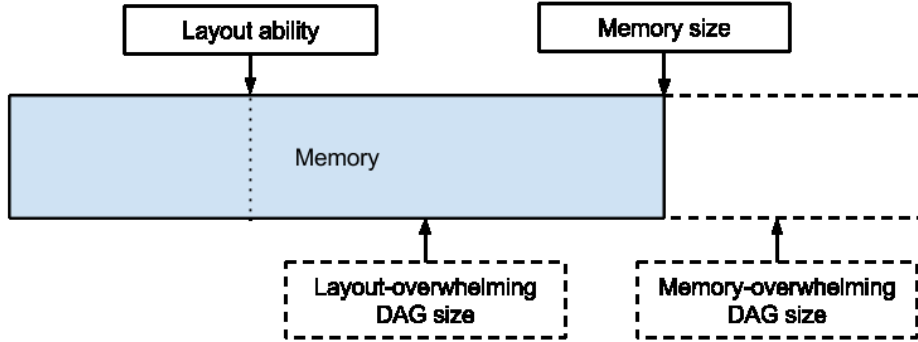 Layout ability
Memory size
Memory
Layout-overwhelming
DAG size
Memory-overwhelming
DAG size